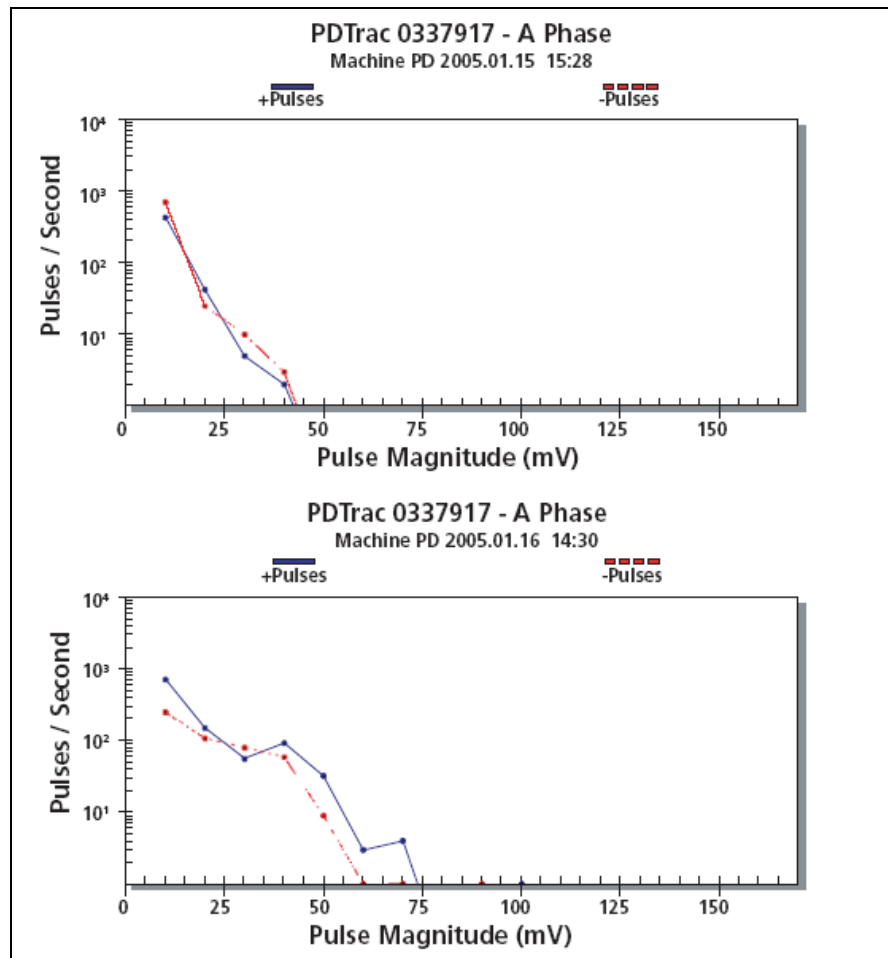 PDTrac 0337917 - A Phase
Machine PD 2005.01.15 15:28
+Pulses -Pulses
10⁴
10³
10²
10¹
Pulses / Second
0 25 50 75 100 125 150
Pulse Magnitude (mV)
PDTrac 0337917 - A Phase
Machine PD 2005.01.16 14:30
+Pulses -Pulses
10⁴
10³
10²
10¹
Pulses / Second
0 25 50 75 100 125 150
Pulse Magnitude (mV)